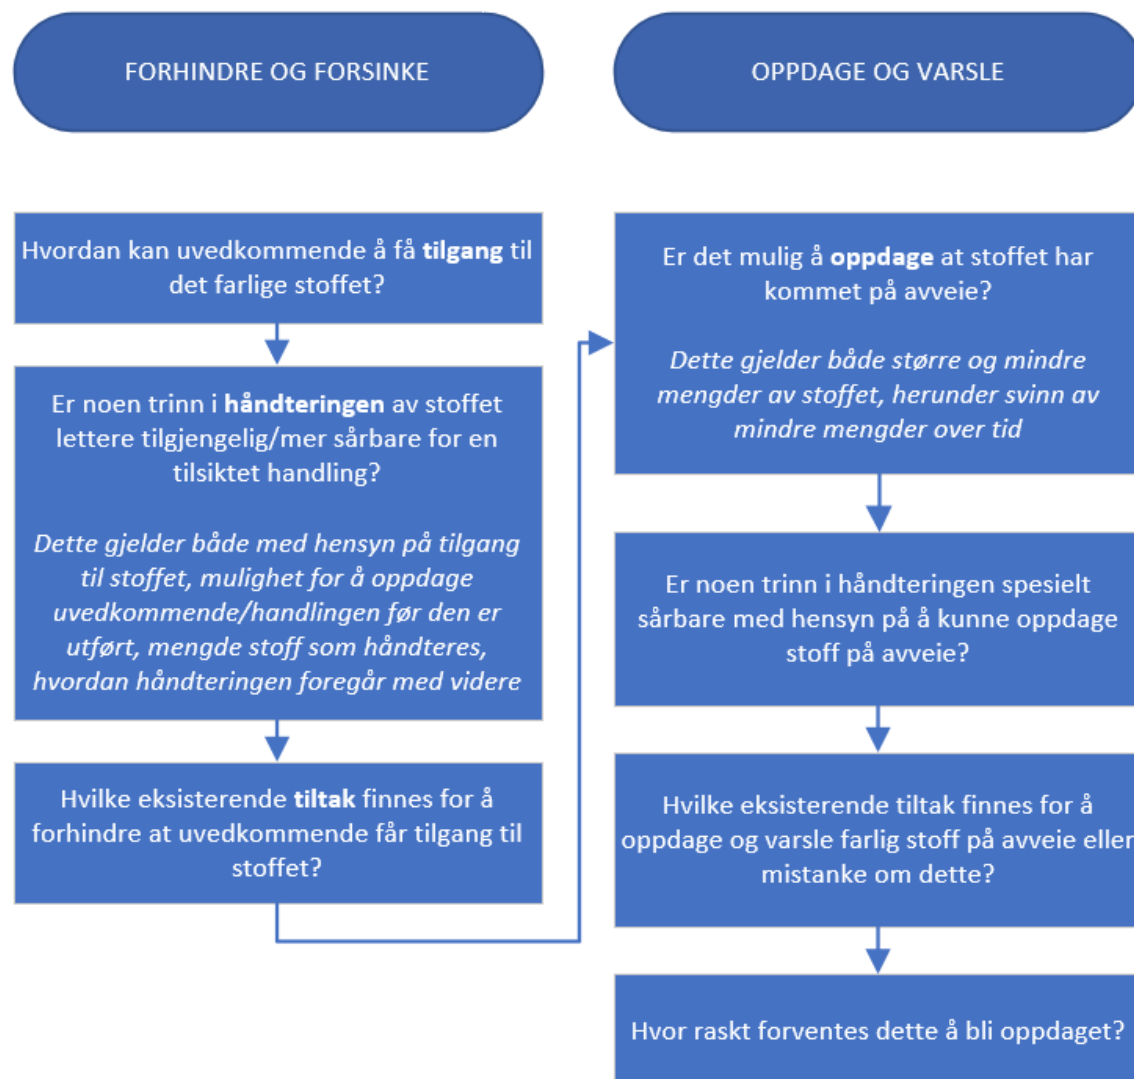 FORHINDRE OG FORSINKE
Hvordan kan uvedkommende å få tilgang til
det farlige stoffet?
Er noen trinn i håndteringen av stoffet
lettere tilgjengelig/mer sårbare for en
tilsiktet handling?
Dette gjelder både med hensyn på tilgang
til stoffet, mulighet for å oppdage
uvedkommende/handlingen før den er
utført, mengde stoff som håndteres,
hvordan håndteringen foregår med videre
Hvilke eksisterende tiltak finnes for å
forhindre at uvedkommende får tilgang til
stoffet?
OPPDAGE OG VARSLE
Er det mulig å oppdage at stoffet har
kommet på avveie?
Dette gjelder både større og mindre
mengder av stoffet, herunder svinn av
mindre mengder over tid
Er noen trinn i håndteringen spesielt
sårbare med hensyn på å kunne oppdage
stoff på avveie?
Hvilke eksisterende tiltak finnes for å
oppdage og varsle farlig stoff på avveie eller
mistanke om dette?
Hvor raskt forventes dette å bli oppdaget?